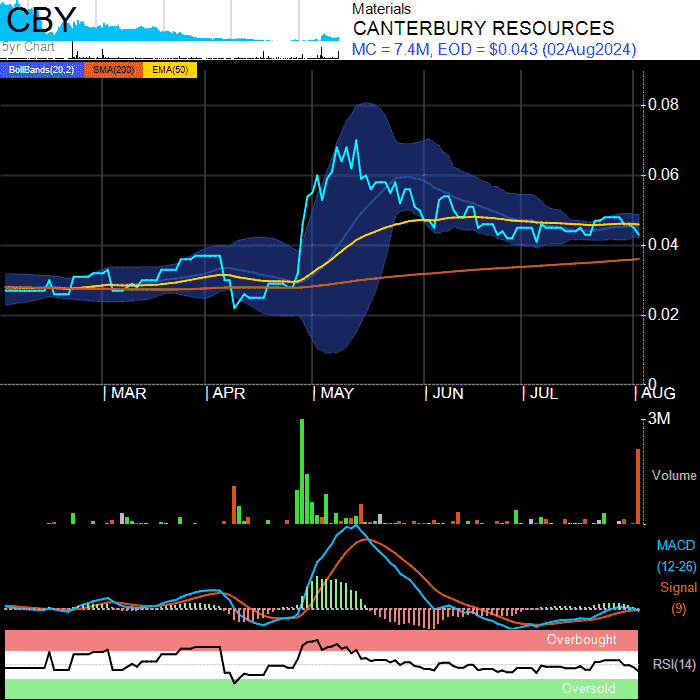 CBY
5yr Chart
Materials
CANTERBURY RESOURCES
MC = 7.4M, EOD = $0.043 (02Aug2024)
BollBands(20,2) SMA(200) EMA(50)
0.08
0.06
0.04
0.02
0
MAR APR MAY JUN JUL AUG
3M
Volume
MACD
(12-26)
Signal
(9)
Overbought
RSI(14)
Oversold